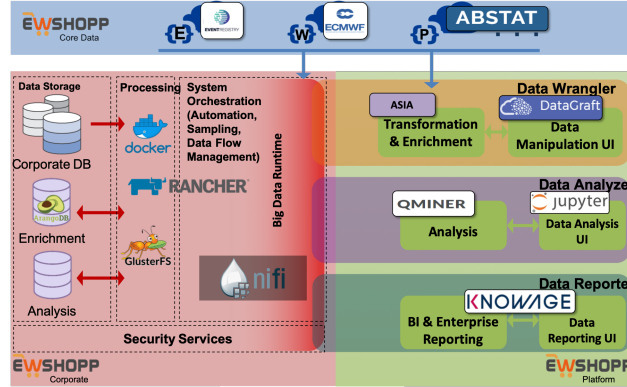 EWSHOPP
Core Data
{E}
EVENTREGISTRY
{W}
ECMWF
{P}
ABSTAT
Data Storage
Corporate DB
ArangoDB
Enrichment
Analysis
Processing
docker
RANCHER
GlusterFS
System
Orchestration
(Automation,
Sampling,
Data Flow
Management)
nifi
Big Data Runtime
Security Services
Data Wrangler
ASIA
Transformation
& Enrichment
DataGraft
Data
Manipulation UI
Data Analyze
QMINER
Analysis
jupyter
Data Analysis
UI
Data Reporte
KNOWAGE
BI & Enterprise
Reporting
Data
Reporting UI
EWSHOPP
Corporate
EWSHOPP
Platform